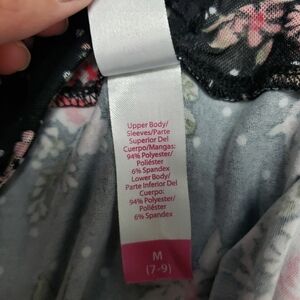 Upper Body/
Sleeves/Parte
Superior Del
Cuerpo/Mangas:
94% Polyester/
Poliéster
6% Spandex
Lower Body/
Parte Inferior Del
Cuerpo:
94% Polyester/
Poliéster
6% Spandex
M
(7-9)